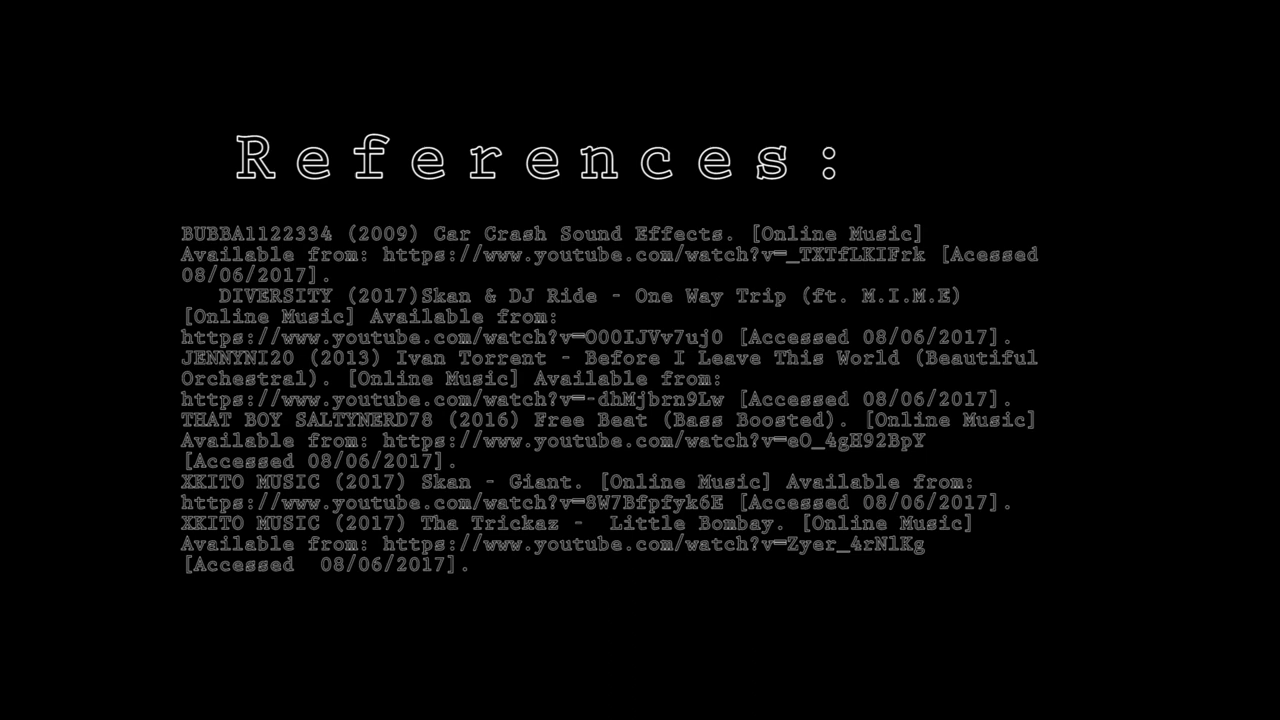 References:
BUBBA1122334 (2009) Car Crash Sound Effects. [Online Music]
Available from: https://www.youtube.com/watch?v=_TXTfLKIFrk [Acessed
08/06/2017].
DIVERSITY (2017)Skan & DJ Ride - One Way Trip (ft. M.I.M.E)
[Online Music] Available from:
https://www.youtube.com/watch?v=O00IJVv7uj0 [Accessed 08/06/2017].
JENNYNI20 (2013) Ivan Torrent - Before I Leave This World (Beautiful
Orchestral). [Online Music] Available from:
https://www.youtube.com/watch?v=-dhMjbrn9Lw [Accessed 08/06/2017].
THAT BOY SALTYNERD78 (2016) Free Beat (Bass Boosted). [Online Music]
Available from: https://www.youtube.com/watch?v=eO_4gH92BpY
[Accessed 08/06/2017].
XKITO MUSIC (2017) Skan - Giant. [Online Music] Available from:
https://www.youtube.com/watch?v=8W7Bfpfyk6E [Accessed 08/06/2017].
XKITO MUSIC (2017) Tha Trickaz -  Little Bombay. [Online Music]
Available from: https://www.youtube.com/watch?v=Zyer_4rNlKg
[Accessed  08/06/2017].